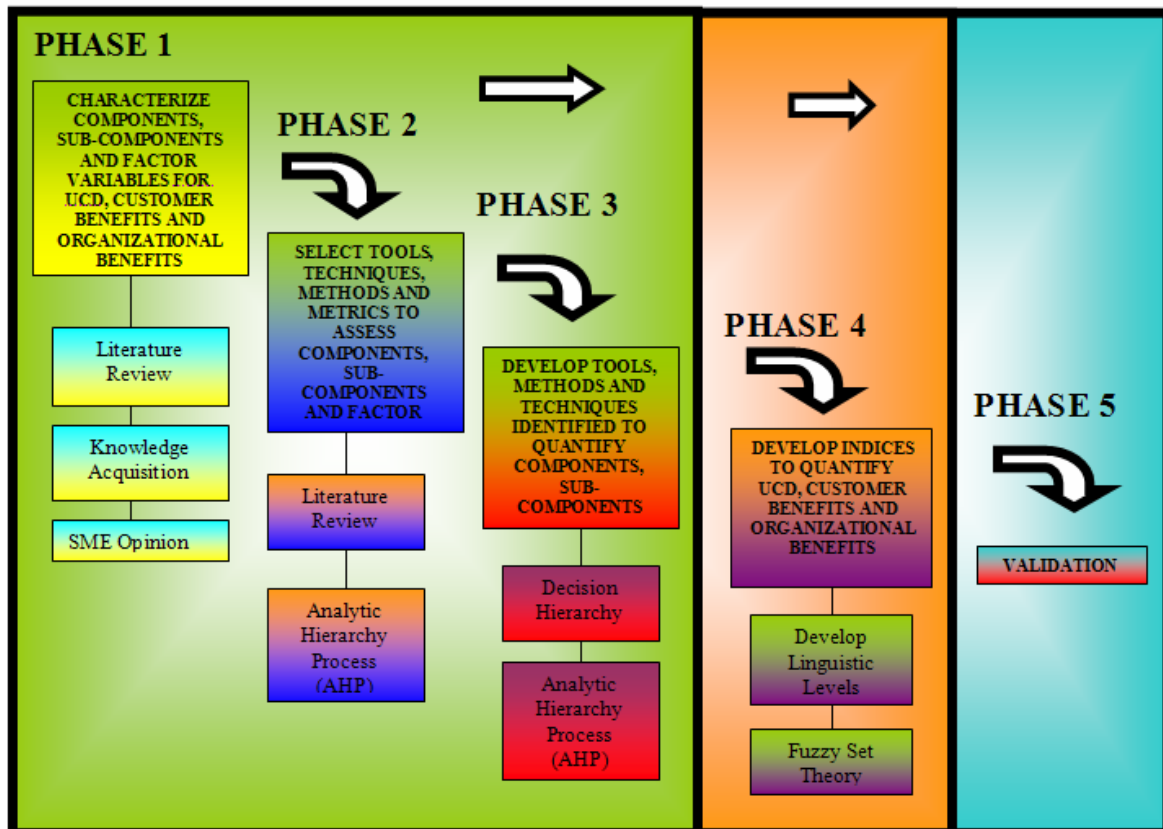 PHASE 1
CHARACTERIZE
COMPONENTS,
SUB-COMPONENTS
AND FACTOR
VARIABLES FOR.
UCD, CUSTOMER
BENEFITS AND
ORGANIZATIONAL
BENEFITS
Literature
Review
Knowledge
Acquisition
SME Opinion
PHASE 2
SELECT TOOLS,
TECHNIQUES,
METHODS AND
METRICS TO
ASSESS
COMPONENTS,
SUB-
COMPONENTS
AND FACTOR
Literature
Review
Analytic
Hierarchy
Process
(AHP)
PHASE 3
DEVELOP TOOLS,
METHODS AND
TECHNIQUES
IDENTIFIED TO
QUANTIFY
COMPONENTS,
SUB-
COMPONENTS
Decision
Hierarchy
Analytic
Hierarchy
Process
(AHP)
PHASE 4
DEVELOP INDICES
TO QUANTIFY
UCD, CUSTOMER
BENEFITS AND
ORGANIZATIONAL
BENEFITS
Develop
Linguistic
Levels
Fuzzy Set
Theory
PHASE 5
VALIDATION